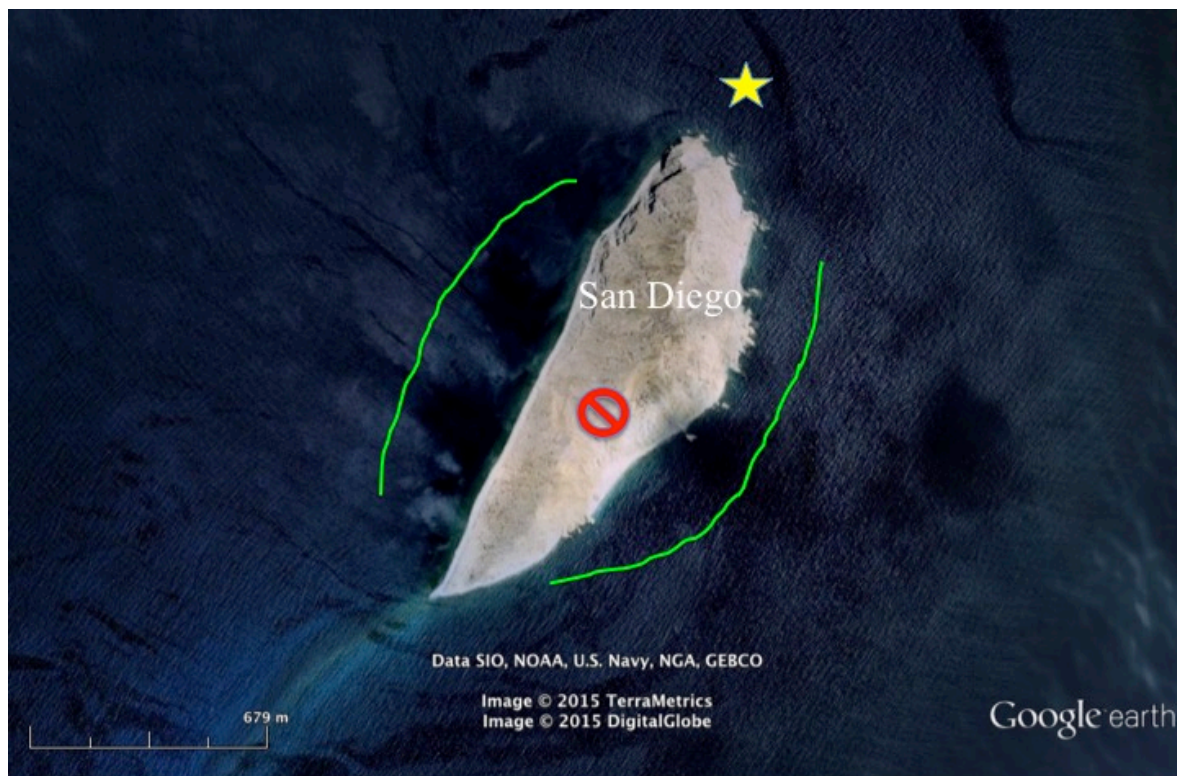 San Diego
Data SIO, NOAA, U.S. Navy, NGA, GEBCO
Image © 2015 TerraMetrics
Image © 2015 DigitalGlobe
679 m
Google earth